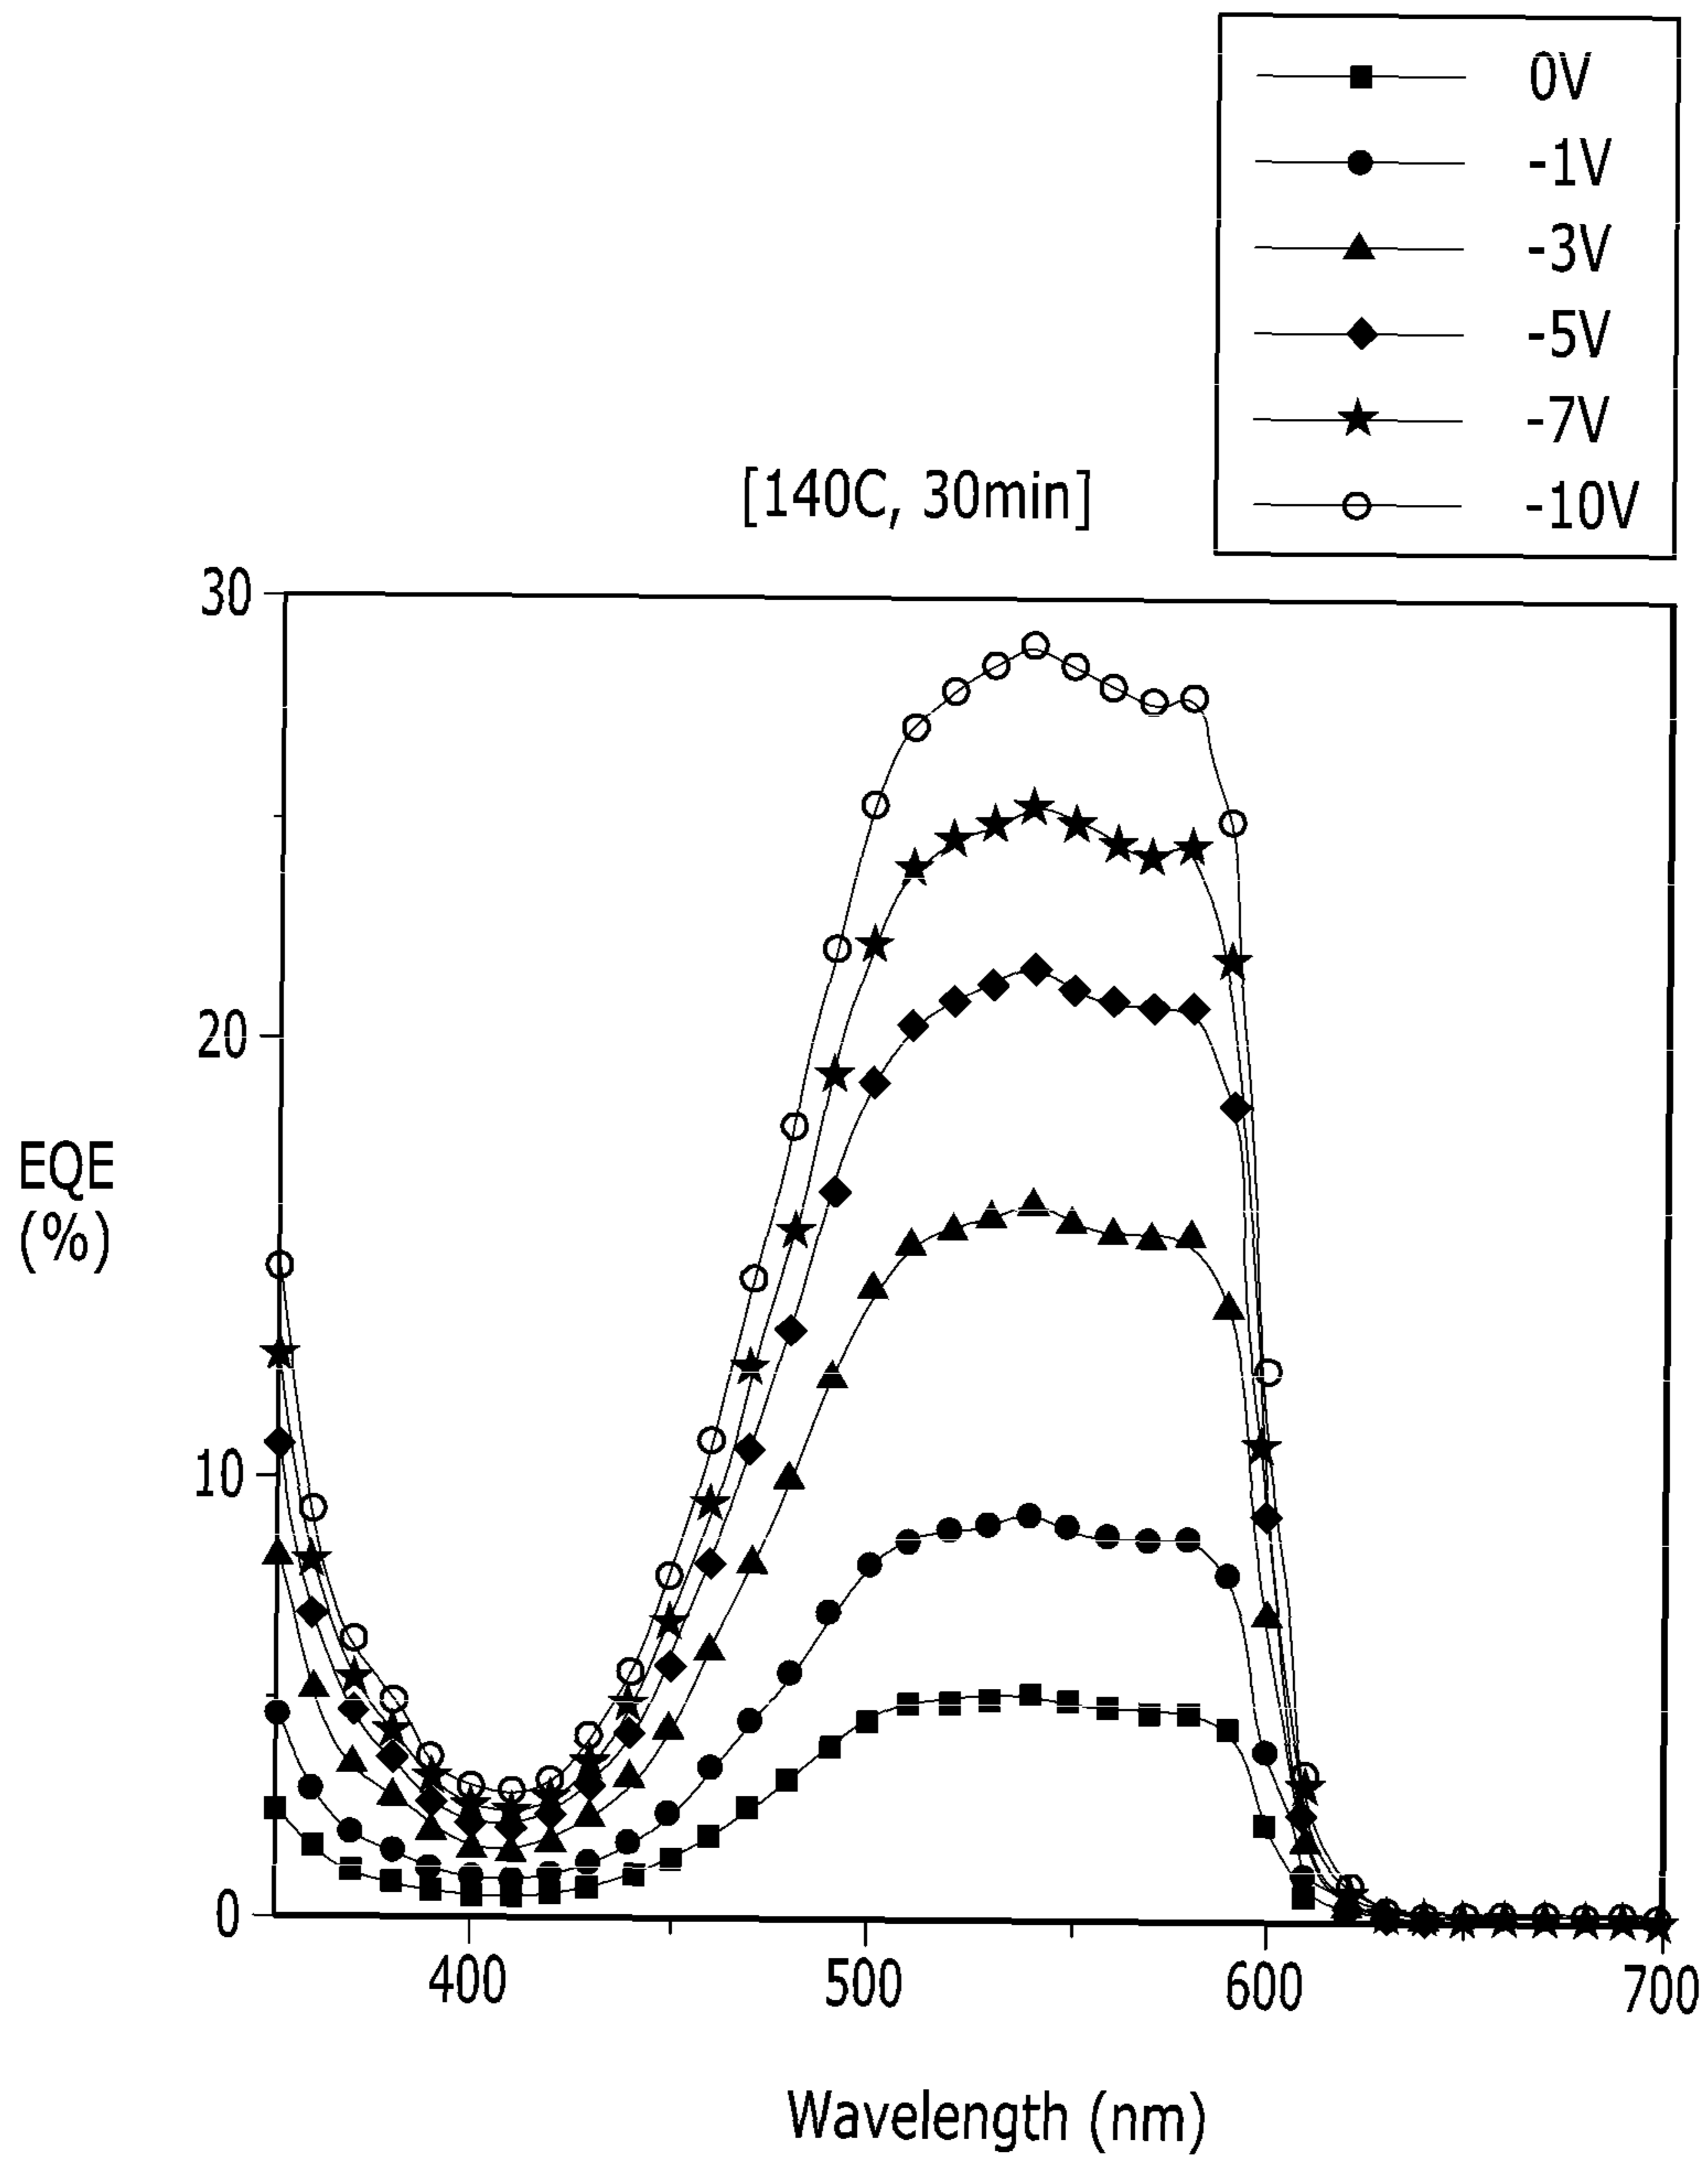 0V
-1V
-3V
-5V
-7V
-10V
[140C, 30min]
30
20
10
0
EQE
(%)
400
500
600
700
Wavelength (nm)